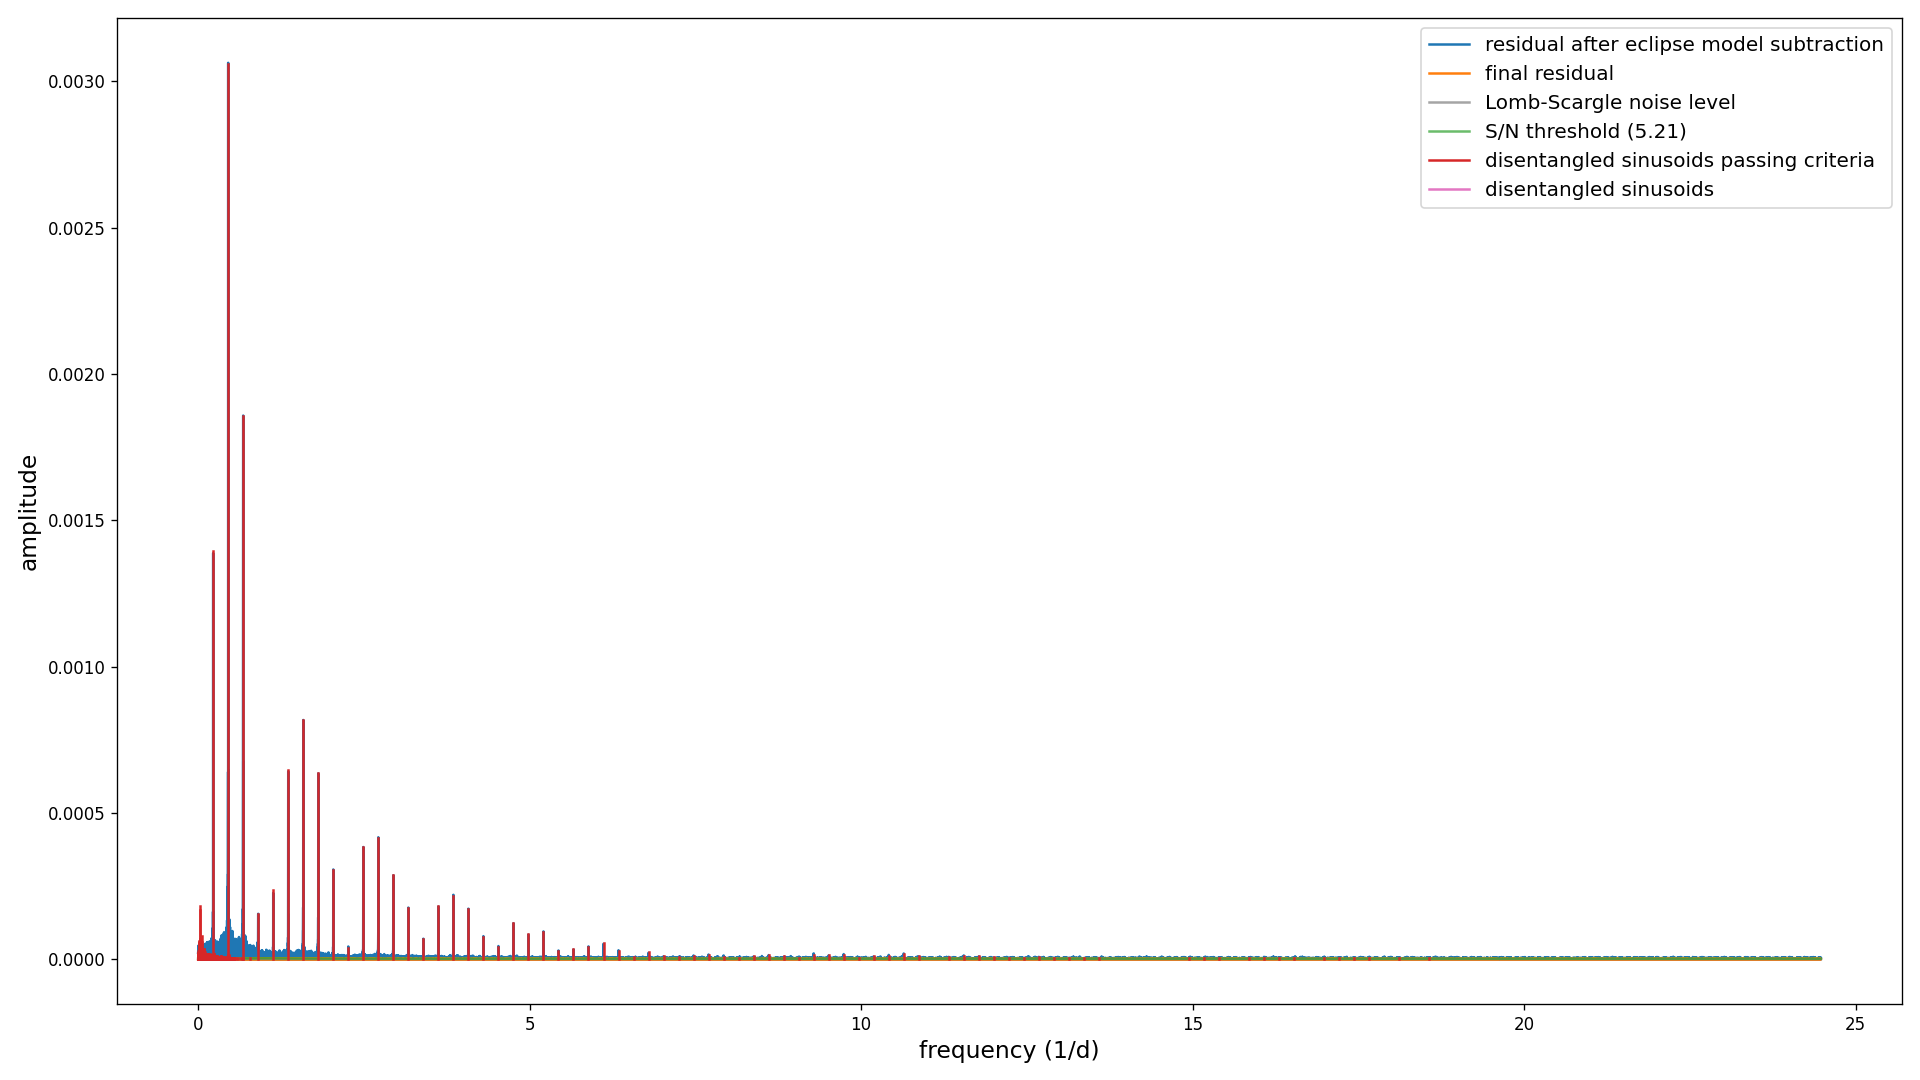 residual after eclipse model subtraction
final residual
Lomb-Scargle noise level
S/N threshold (5.21)
disentangled sinusoids passing criteria
disentangled sinusoids
0.0030
0.0025
0.0020
0.0015
0.0010
0.0005
0.0000
amplitude
0 5 10 15 20 25
frequency (1/d)